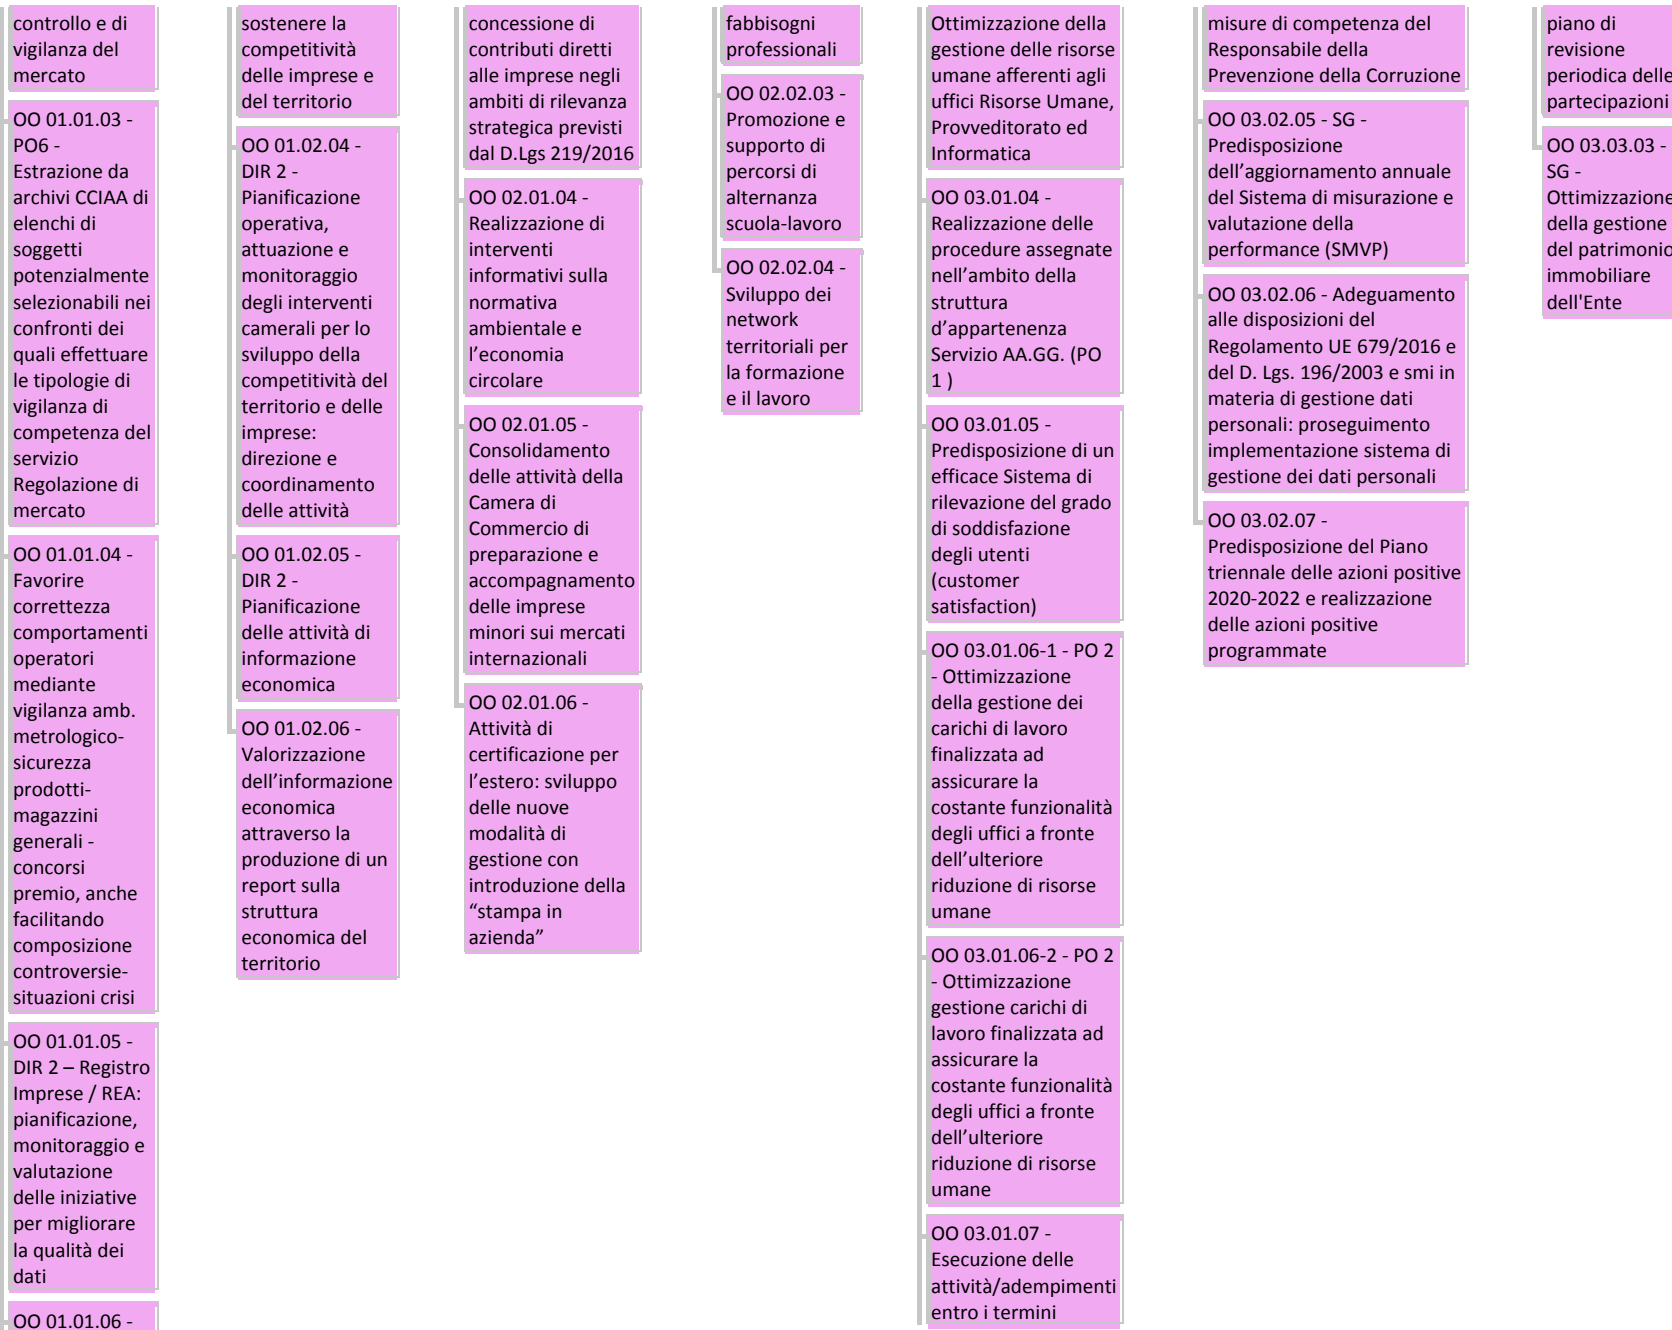 controllo e di
vigilanza del
mercato
OO 01.01.03 -
PO6 -
Estrazione da
archivi CCIAA di
elenchi di
soggetti
potenzialmente
selezionabili nei
confronti dei
quali effettuare
le tipologie di
vigilanza di
competenza del
servizio
Regolazione di
mercato
OO 01.01.04 -
Favorire
correttezza
comportamenti
operatori
mediante
vigilanza amb.
metrologico-
sicurezza
prodotti-
magazzini
generali -
concorsi
premio, anche
facilitando
composizione
controversie-
situazioni crisi
OO 01.01.05 -
DIR 2 – Registro
Imprese / REA:
pianificazione,
monitoraggio e
valutazione
delle iniziative
per migliorare
la qualità dei
dati
OO 01.01.06 -
sostenere la
competitività
delle imprese e
del territorio
OO 01.02.04 -
DIR 2 -
Pianificazione
operativa,
attuazione e
monitoraggio
degli interventi
camerali per lo
sviluppo della
competitività del
territorio e delle
imprese:
direzione e
coordinamento
delle attività
OO 01.02.05 -
DIR 2 -
Pianificazione
delle attività di
informazione
economica
OO 01.02.06 -
Valorizzazione
dell’informazione
economica
attraverso la
produzione di un
report sulla
struttura
economica del
territorio
concessione di
contributi diretti
alle imprese negli
ambiti di rilevanza
strategica previsti
dal D.Lgs 219/2016
OO 02.01.04 -
Realizzazione di
interventi
informativi sulla
normativa
ambientale e
l’economia
circolare
OO 02.01.05 -
Consolidamento
delle attività della
Camera di
Commercio di
preparazione e
accompagnamento
delle imprese
minori sui mercati
internazionali
OO 02.01.06 -
Attività di
certificazione per
l’estero: sviluppo
delle nuove
modalità di
gestione con
introduzione della
“stampa in
azienda”
fabbisogni
professionali
OO 02.02.03 -
Promozione e
supporto di
percorsi di
alternanza
scuola-lavoro
OO 02.02.04 -
Sviluppo dei
network
territoriali per
la formazione
e il lavoro
Ottimizzazione della
gestione delle risorse
umane afferenti agli
uffici Risorse Umane,
Provveditorato ed
Informatica
OO 03.01.04 -
Realizzazione delle
procedure assegnate
nell’ambito della
struttura
d’appartenenza
Servizio AA.GG. (PO
1 )
OO 03.01.05 -
Predisposizione di un
efficace Sistema di
rilevazione del grado
di soddisfazione
degli utenti
(customer
satisfaction)
OO 03.01.06-1 - PO 2
- Ottimizzazione
della gestione dei
carichi di lavoro
finalizzata ad
assicurare la
costante funzionalità
degli uffici a fronte
dell’ulteriore
riduzione di risorse
umane
OO 03.01.06-2 - PO 2
- Ottimizzazione
gestione carichi di
lavoro finalizzata ad
assicurare la
costante funzionalità
degli uffici a fronte
dell’ulteriore
riduzione di risorse
umane
OO 03.01.07 -
Esecuzione delle
attività/adempimenti
entro i termini
misure di competenza del
Responsabile della
Prevenzione della Corruzione
OO 03.02.05 - SG -
Predisposizione
dell’aggiornamento annuale
del Sistema di misurazione e
valutazione della
performance (SMVP)
OO 03.02.06 - Adeguamento
alle disposizioni del
Regolamento UE 679/2016 e
del D. Lgs. 196/2003 e smi in
materia di gestione dati
personali: proseguimento
implementazione sistema di
gestione dei dati personali
OO 03.02.07 -
Predisposizione del Piano
triennale delle azioni positive
2020-2022 e realizzazione
delle azioni positive
programmate
piano di
revisione
periodica delle
partecipazioni
OO 03.03.03 -
SG -
Ottimizzazione
della gestione
del patrimonio
immobiliare
dell'Ente